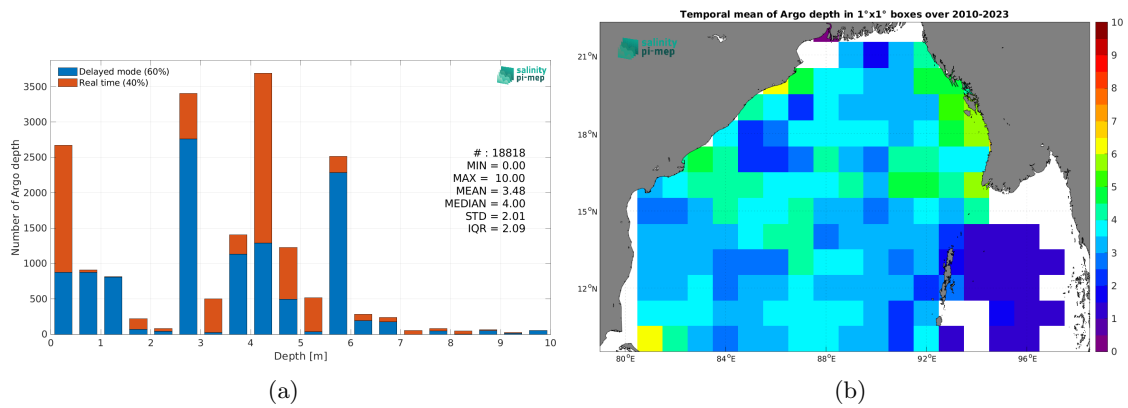 Delayed mode (60%)
Real time (40%)
salinity
pi-mep
Number of Argo depth
3500
3000
2500
2000
1500
1000
500
0
# : 18818
MIN = 0.00
MAX = 10.00
MEAN = 3.48
MEDIAN = 4.00
STD = 2.01
IQR = 2.09
0 1 2 3 4 5 6 7 8 9 10
Depth [m]
(a)
Temporal mean of Argo depth in 1°x1° boxes over 2010-2023
salinity
pi-mep
21°N
18°N
15°N
12°N
80°E 84°E 88°E 92°E 96°E
10
9
8
7
6
5
4
3
2
1
0
(b)